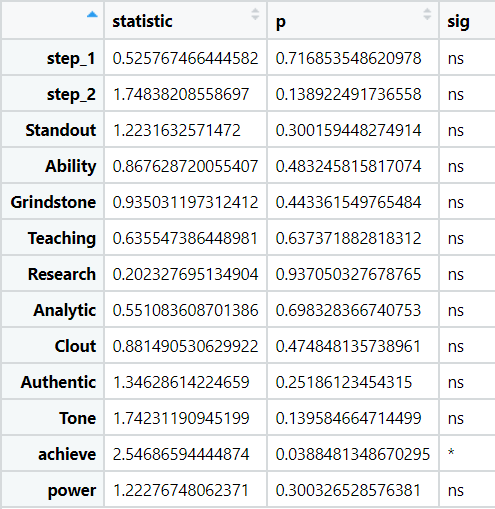 statistic p sig
step_1 0.525767466444582 0.716853548620978 ns
step_2 1.74838208558697 0.138922491736558 ns
Standout 1.2231632571472 0.300159448274914 ns
Ability 0.867628720055407 0.483245815817074 ns
Grindstone 0.935031197312412 0.443361549765484 ns
Teaching 0.635547386448981 0.637371882818312 ns
Research 0.202327695134904 0.937050327678765 ns
Analytic 0.551083608701386 0.698328366740753 ns
Clout 0.881490530629922 0.474848135738961 ns
Authentic 1.34628614224659 0.25186123454315 ns
Tone 1.74231190945199 0.139584664714499 ns
achieve 2.54686594444874 0.0388481348670295 *
power 1.22276748062371 0.300326528576381 ns